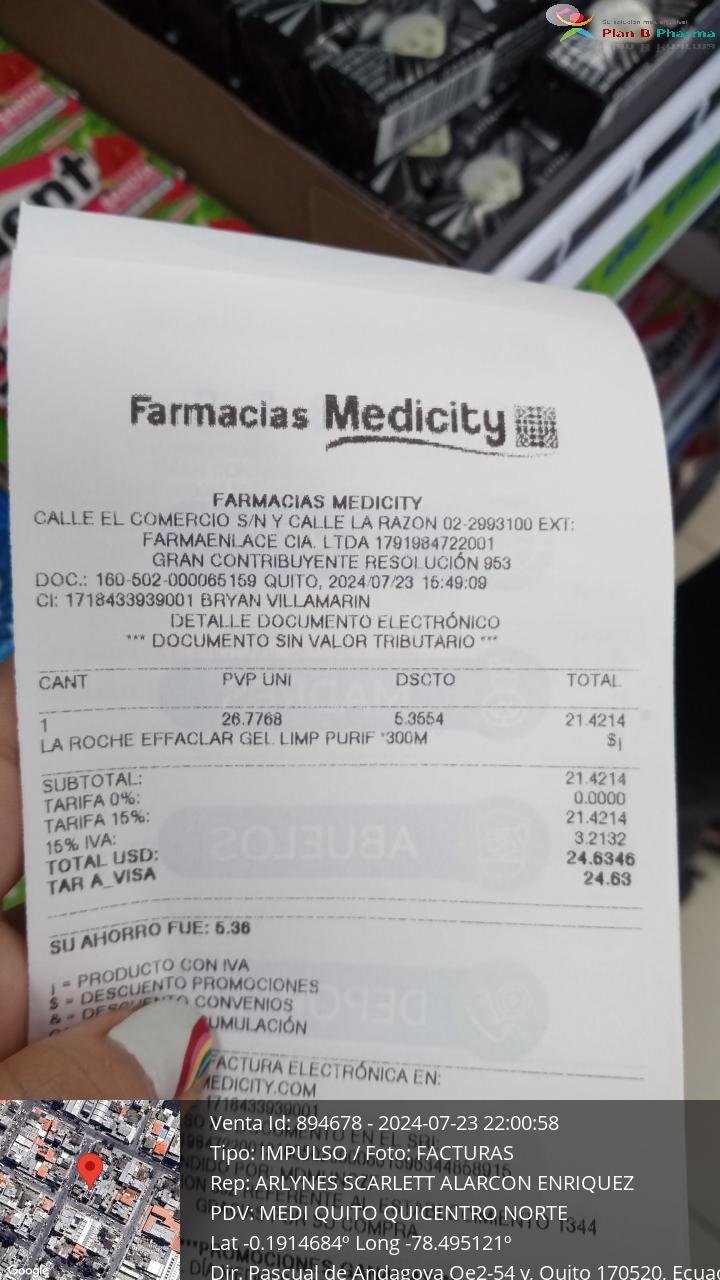 Su solución más accesible
Plan B Pharma
Farmacias Medicity
FARMACIAS MEDICITY
CALLE EL COMERCIO S/N Y CALLE LA RAZON 02-2993100 EXT:
FARMAENLACE CIA. LTDA 1791984722001
GRAN CONTRIBUYENTE RESOLUCIÓN 953
DOC.: 160-502-000065159 QUITO, 2024/07/23 15:49:09
CI: 1718433939001 BRYAN VILLAMARIN
DETALLE DOCUMENTO ELECTRÓNICO
*** DOCUMENTO SIN VALOR TRIBUTARIO ***
CANT PVP UNI DSCTO TOTAL
1 26.7768 5.3554 21.4214
LA ROCHE EFFACLAR GEL LIMP PURIF *300M $|
SUBTOTAL: 21.4214
TARIFA 0%: 0.0000
TARIFA 15%: 21.4214
15% IVA: 3.2132
TOTAL USD: 24.6346
TAR A_VISA 24.63
SU AHORRO FUE: 5.36
| = PRODUCTO CON IVA
$ = DESCUENTO PROMOCIONES
& = DESCUENTO CONVENIOS
UMULACIÓN
FACTURA ELECTRÓNICA EN:
MEDICITY.COM
1718433939001
Venta Id: 894678 - 2024-07-23 22:00:58
Tipo: IMPULSO / Foto: FACTURAS
Rep: ARLYNES SCARLETT ALARCON ENRIQUEZ
PDV: MEDI QUITO QUICENTRO NORTE
Lat -0.1914684º Long -78.495121º
Dir. Pascual de Andagoya Oe2-54 y, Quito 170520, Ecua
Google